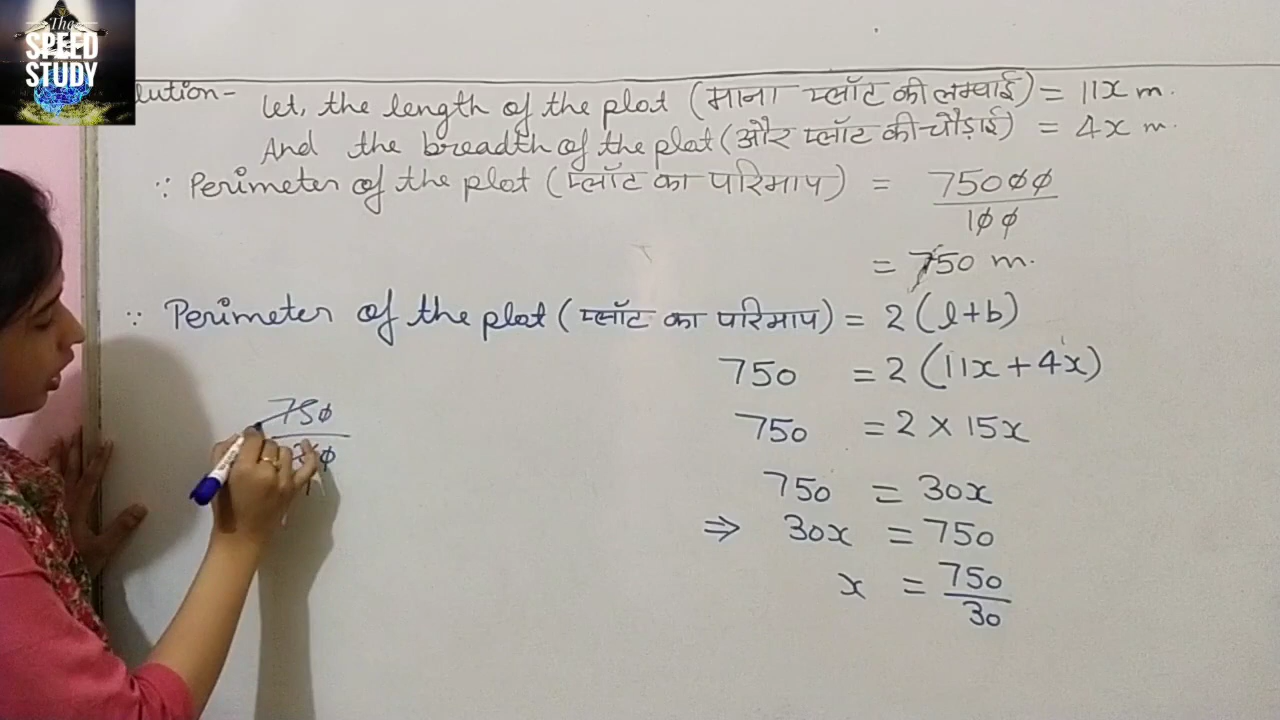 The
SPEED
STUDY
lution- Let, the length of the plot (माना प्लॉट की लम्बाई) = 11x m.
And the breadth of the plot (और प्लॉट की चौड़ाई) = 4x m.
∵ Perimeter of the plot (प्लॉट का परिमाप) = 75000/100
= 750 m.
∵ Perimeter of the plot (प्लॉट का परिमाप) = 2 (l+b)
750 = 2 (11x + 4x)
750 = 2 × 15x
750 = 30x
⇒ 30x = 750
x = 750/30
750